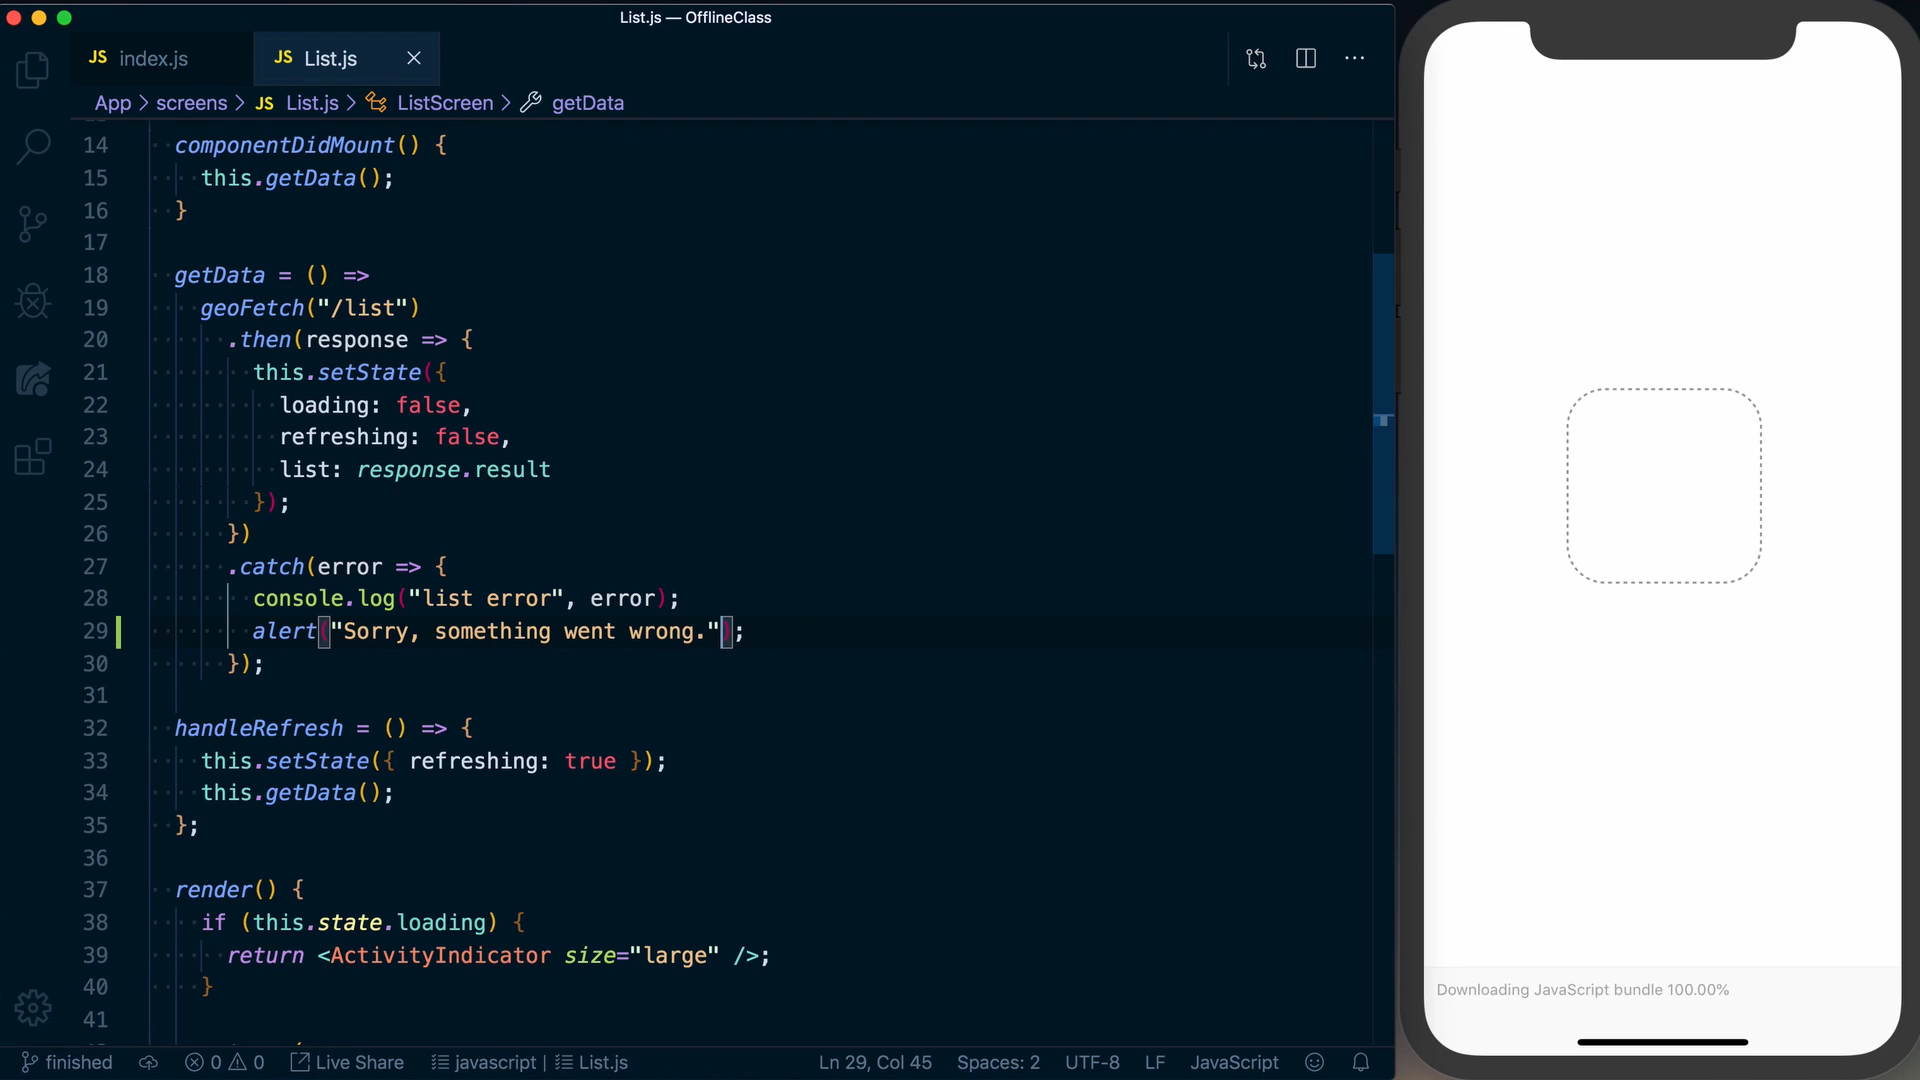 List.js — OfflineClass
JS index.js
JS List.js
App > screens > JS List.js > ListScreen > getData
14 componentDidMount() {
15 this.getData();
16 }
17
18 getData = () =>
19 geoFetch("/list")
20 .then(response => {
21 this.setState({
22 loading: false,
23 refreshing: false,
24 list: response.result
25 });
26 })
27 .catch(error => {
28 console.log("list error", error);
29 alert("Sorry, something went wrong.");
30 });
31
32 handleRefresh = () => {
33 this.setState({ refreshing: true });
34 this.getData();
35 };
36
37 render() {
38 if (this.state.loading) {
39 return <ActivityIndicator size="large" />;
40 }
41
Downloading JavaScript bundle 100.00%
finished 0 0 Live Share javascript | List.js Ln 29, Col 45 Spaces: 2 UTF-8 LF JavaScript